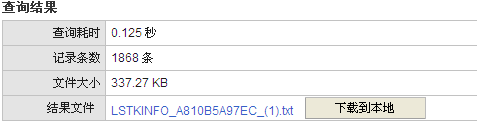 查询结果
查询耗时 0.125 秒
记录条数 1868 条
文件大小 337.27 KB
结果文件 LSTKINFO_A810B5A97EC_(1).txt 下载到本地